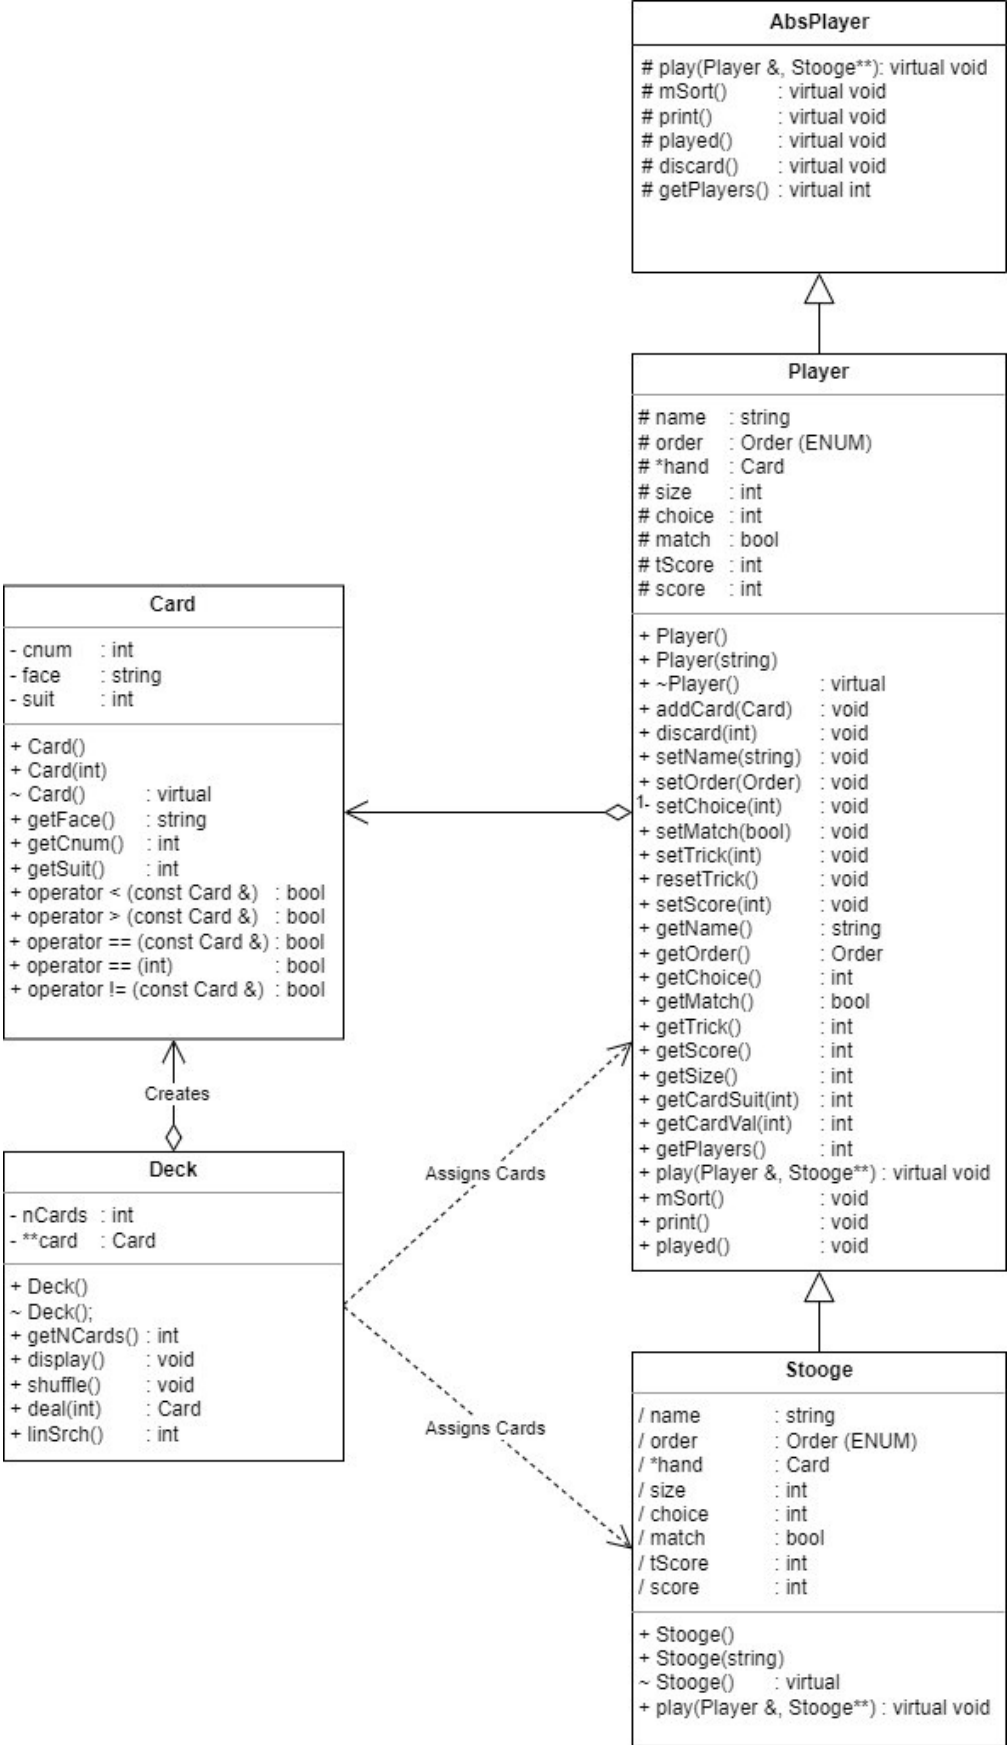 AbsPlayer
# play(Player &, Stooge**): virtual void
# mSort() : virtual void
# print() : virtual void
# played() : virtual void
# discard() : virtual void
# getPlayers() : virtual int
Player
# name : string
# order : Order (ENUM)
# *hand : Card
# size : int
# choice : int
# match : bool
# tScore : int
# score : int
+ Player()
+ Player(string)
+ ~Player() : virtual
+ addCard(Card) : void
+ discard(int) : void
+ setName(string) : void
+ setOrder(Order) : void
1- setChoice(int) : void
+ setMatch(bool) : void
+ setTrick(int) : void
+ resetTrick() : void
+ setScore(int) : void
+ getName() : string
+ getOrder() : Order
+ getChoice() : int
+ getMatch() : bool
+ getTrick() : int
+ getScore() : int
+ getSize() : int
+ getCardSuit(int) : int
+ getCardVal(int) : int
+ getPlayers() : int
+ play(Player &, Stooge**) : virtual void
+ mSort() : void
+ print() : void
+ played() : void
Card
- cnum : int
- face : string
- suit : int
+ Card()
+ Card(int)
~ Card() : virtual
+ getFace() : string
+ getCnum() : int
+ getSuit() : int
+ operator < (const Card &) : bool
+ operator > (const Card &) : bool
+ operator == (const Card &) : bool
+ operator == (int) : bool
+ operator != (const Card &) : bool
Creates
Deck
- nCards : int
- **card : Card
+ Deck()
~ Deck();
+ getNCards() : int
+ display() : void
+ shuffle() : void
+ deal(int) : Card
+ linSrch() : int
Assigns Cards
Assigns Cards
Stooge
/ name : string
/ order : Order (ENUM)
/ *hand : Card
/ size : int
/ choice : int
/ match : bool
/ tScore : int
/ score : int
+ Stooge()
+ Stooge(string)
~ Stooge() : virtual
+ play(Player &, Stooge**) : virtual void